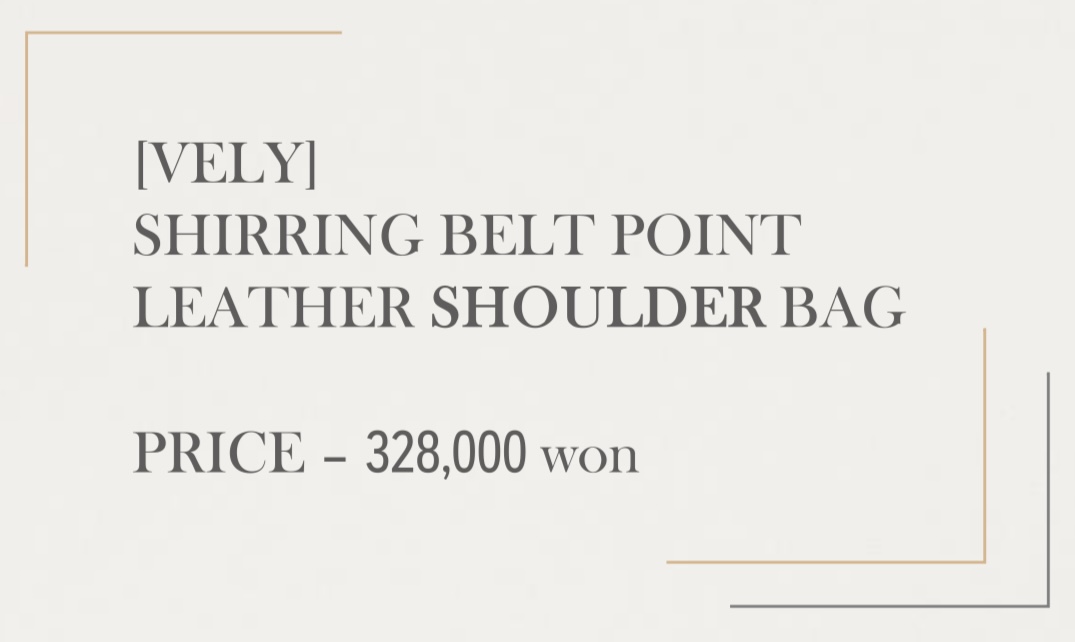 [VELY]
SHIRRING BELT POINT
LEATHER SHOULDER BAG
PRICE – 328,000 won